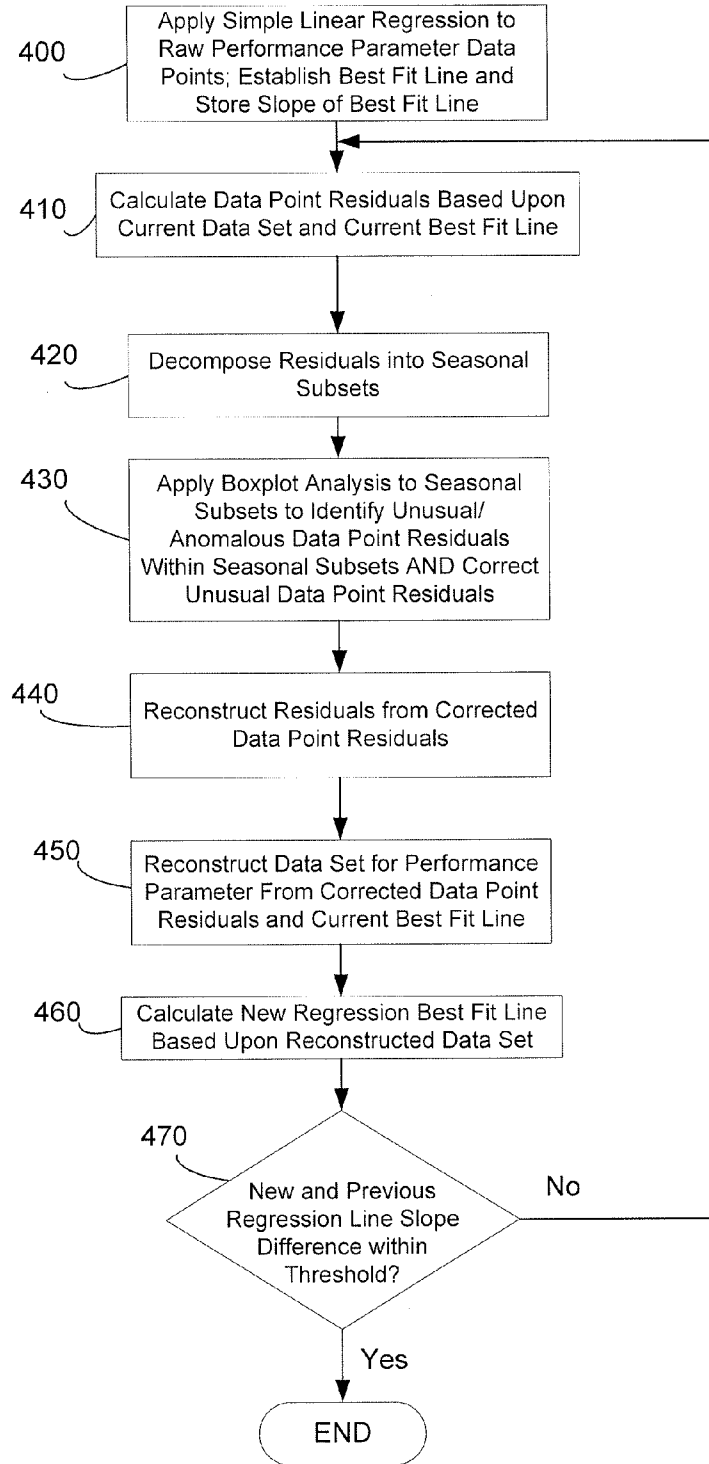 400
Apply Simple Linear Regression to
Raw Performance Parameter Data
Points; Establish Best Fit Line and
Store Slope of Best Fit Line
410
Calculate Data Point Residuals Based Upon
Current Data Set and Current Best Fit Line
420
Decompose Residuals into Seasonal
Subsets
430
Apply Boxplot Analysis to Seasonal
Subsets to Identify Unusual/
Anomalous Data Point Residuals
Within Seasonal Subsets AND Correct
Unusual Data Point Residuals
440
Reconstruct Residuals from Corrected
Data Point Residuals
450
Reconstruct Data Set for Performance
Parameter From Corrected Data Point
Residuals and Current Best Fit Line
460
Calculate New Regression Best Fit Line
Based Upon Reconstructed Data Set
470
New and Previous
Regression Line Slope
Difference within
Threshold?
No
Yes
END